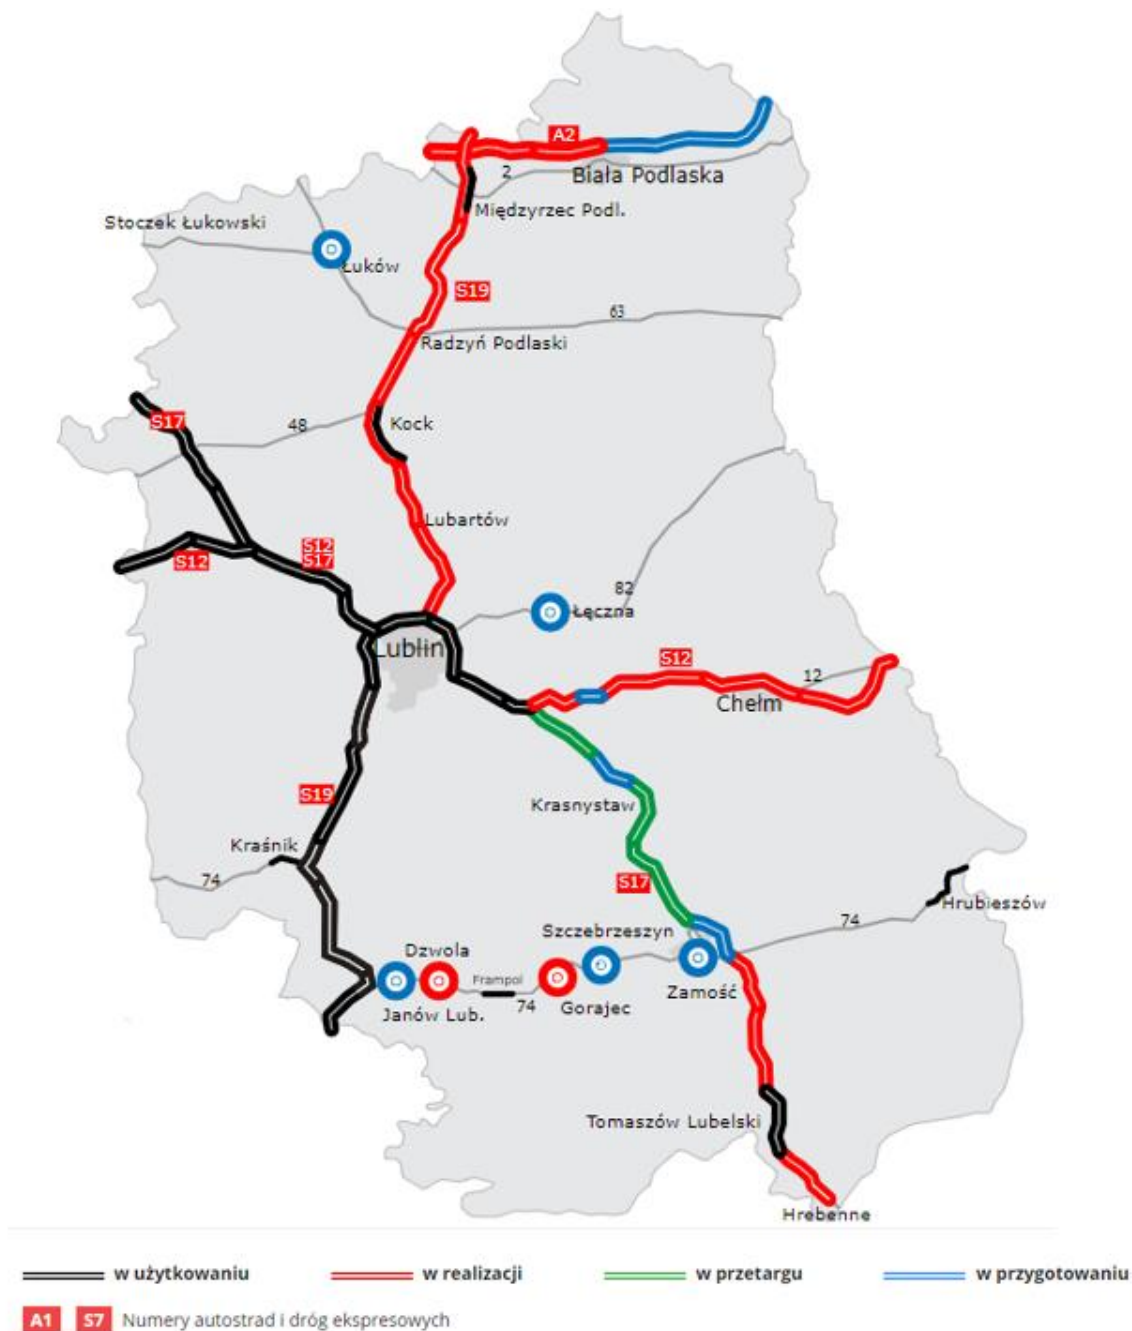 A2
2
Biała Podlaska
Międzyrzec Podl.
Stoczek Łukowski
Łuków
S19
63
Radzyń Podlaski
S17
48
Kock
Lubartów
S12
S12
S17
82
Łęczna
Lublin
S12
12
Chełm
S19
Krasnystaw
Kraśnik
74
S17
Hrubieszów
74
Szczebrzeszyn
Dzwola
Frampol
74
Zamość
Janów Lub.
Gorajec
Tomaszów Lubelski
Hrebenne
w użytkowaniu
w realizacji
w przetargu
w przygotowaniu
A1 S7 Numery autostrad i dróg ekspresowych